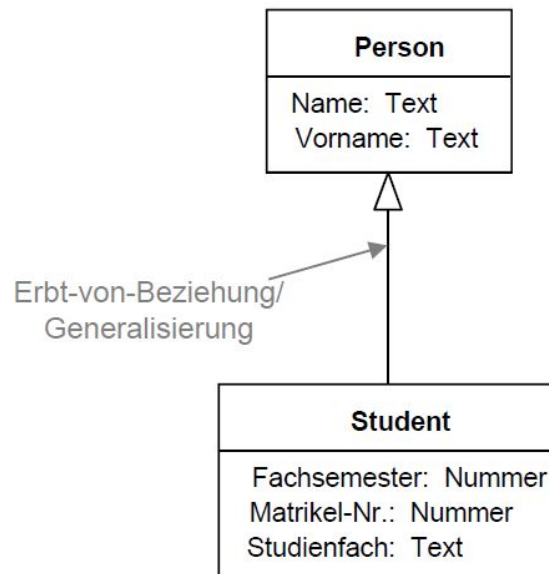 Person
Name: Text
Vorname: Text
Erbt-von-Beziehung/
Generalisierung
Student
Fachsemester: Nummer
Matrikel-Nr.: Nummer
Studienfach: Text